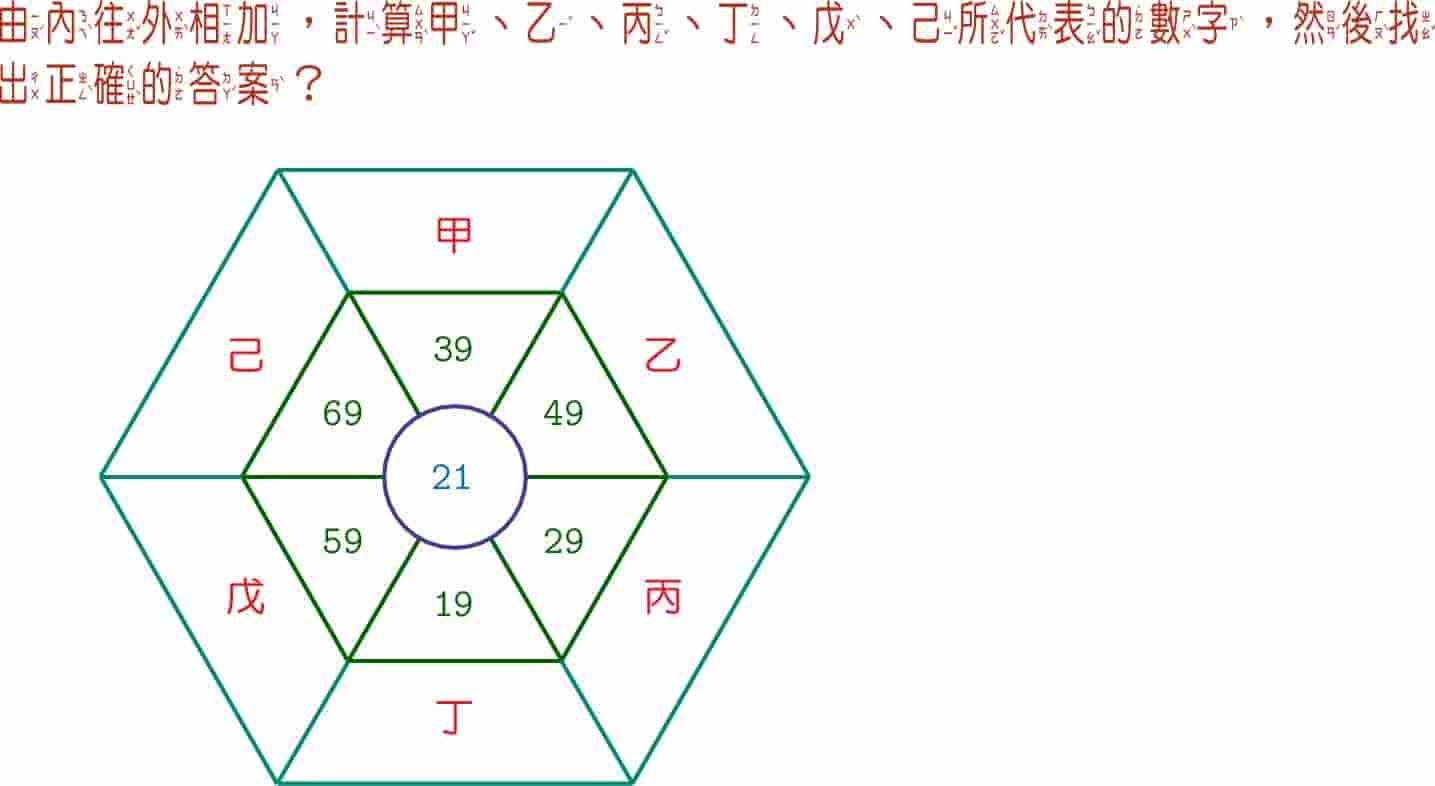 由內往外相加，計算甲、乙、丙、丁、戊、己所代表的數字，然後找
出正確的答案？
甲
己
39
乙
69
49
21
59
29
戊
19
丙
丁